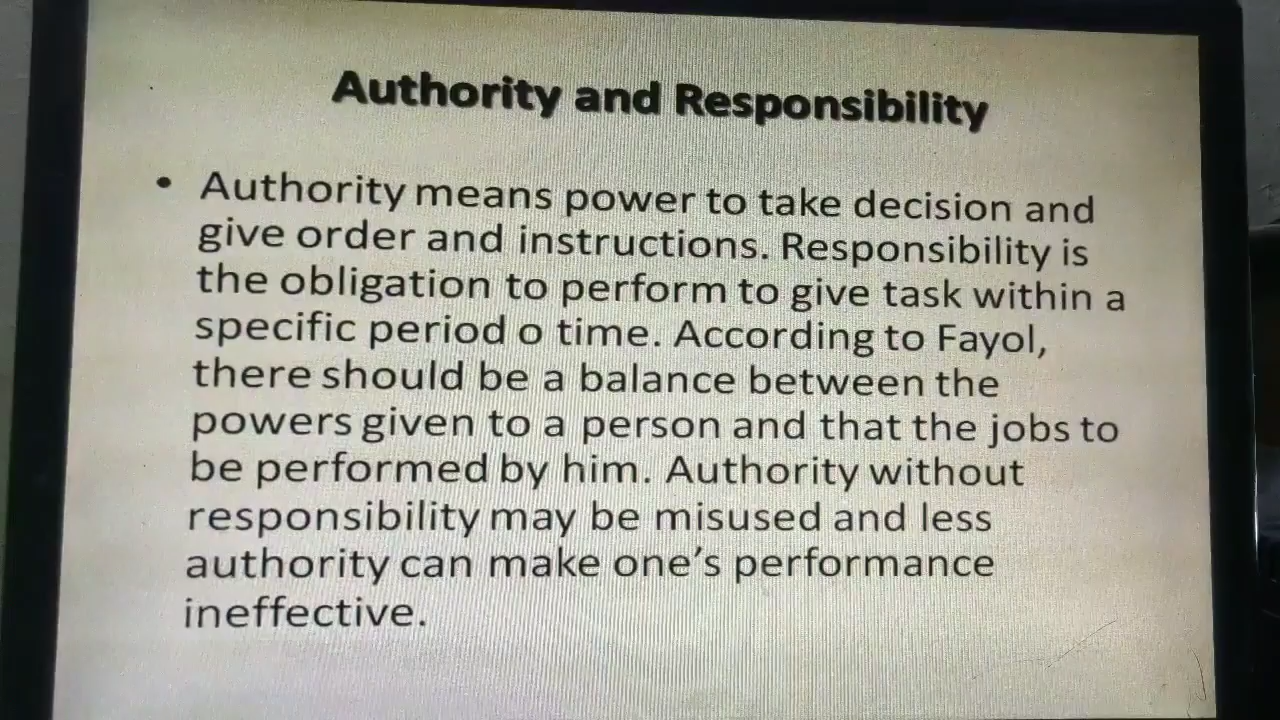 Authority and Responsibility
• Authority means power to take decision and
give order and instructions. Responsibility is
the obligation to perform to give task within a
specific period o time. According to Fayol,
there should be a balance between the
powers given to a person and that the jobs to
be performed by him. Authority without
responsibility may be misused and less
authority can make one's performance
ineffective.